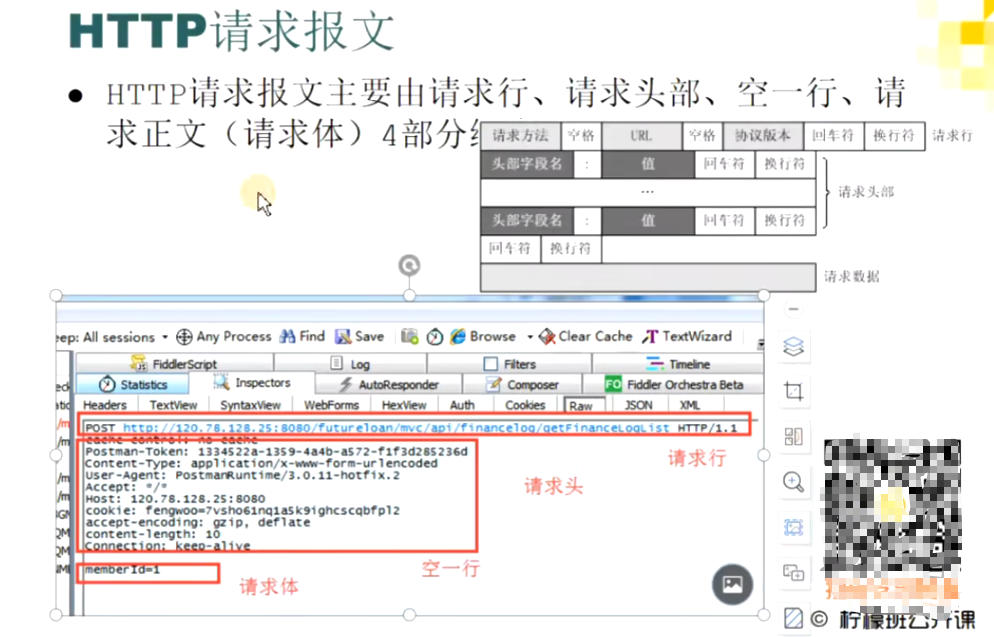 HTTP请求报文
● HTTP请求报文主要由请求行、请求头部、空一行、请
求正文（请求体）4部分
请求方法 空格 URL 空格 协议版本 回车符 换行符 请求行
头部字段名 : 值 回车符 换行符
... 请求头部
头部字段名 : 值 回车符 换行符
回车符 换行符
请求数据
eep: All sessions Any Process Find Save Browse Clear Cache TextWizard
FiddlerScript Log Filters Timeline
Statistics Inspectors AutoResponder Composer FO Fiddler Orchestra Beta
Headers TextView SyntaxView WebForms HexView Auth Cookies Raw JSON XML
POST http://120.78.128.25:8080/futureloan/mvc/api/financelog/getFinanceLogList HTTP/1.1
请求行
cache-control: no-cache
Postman-Token: 1334522a-1359-4a4b-a572-f1f3d285236d
Content-Type: application/x-www-form-urlencoded
User-Agent: PostmanRuntime/3.0.11-hotfix.2
Accept: */*
请求头
Host: 120.78.128.25:8080
cookie: fengwoo=7vsho61nq1a5k9ighcscqbfpl2
accept-encoding: gzip, deflate
content-length: 10
Connection: keep-alive
空一行
memberId=1
请求体
© 柠檬班公开课